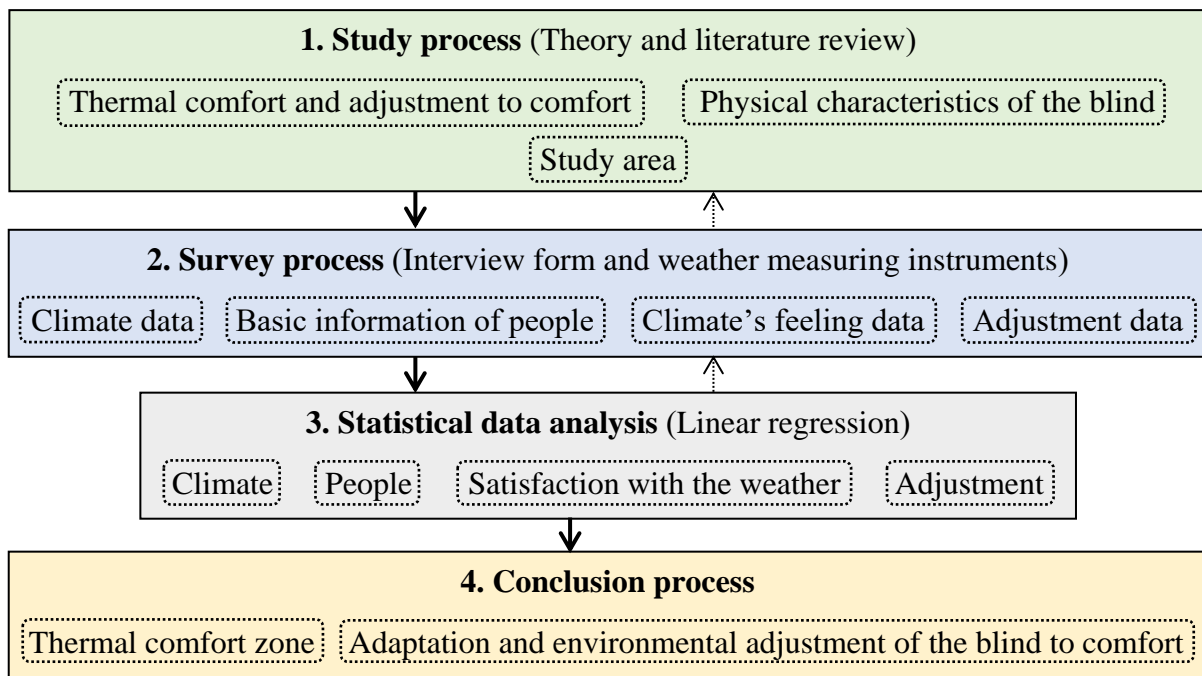 1. Study process (Theory and literature review)
Thermal comfort and adjustment to comfort
Physical characteristics of the blind
Study area
2. Survey process (Interview form and weather measuring instruments)
Climate data
Basic information of people
Climate’s feeling data
Adjustment data
3. Statistical data analysis (Linear regression)
Climate
People
Satisfaction with the weather
Adjustment
4. Conclusion process
Thermal comfort zone
Adaptation and environmental adjustment of the blind to comfort